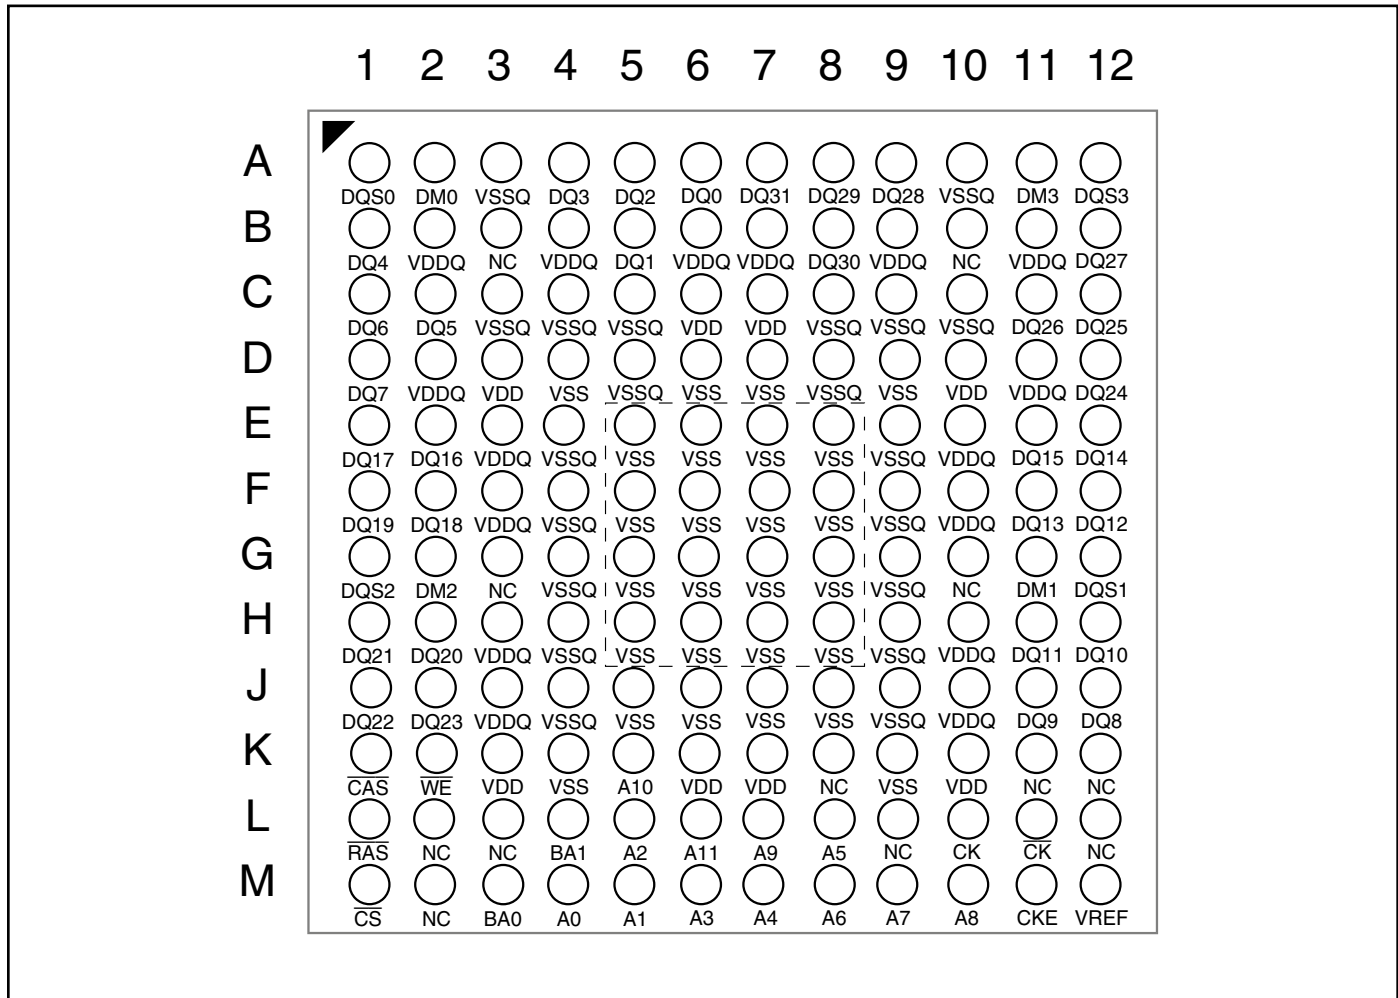 1 2 3 4 5 6 7 8 9 10 11 12
A
DQS0 DM0 VSSQ DQ3 DQ2 DQ0 DQ31 DQ29 DQ28 VSSQ DM3 DQS3
B
DQ4 VDDQ NC VDDQ DQ1 VDDQ VDDQ DQ30 VDDQ NC VDDQ DQ27
C
DQ6 DQ5 VSSQ VSSQ VSSQ VDD VDD VSSQ VSSQ VSSQ DQ26 DQ25
D
DQ7 VDDQ VDD VSS VSSQ VSS VSS VSSQ VSS VDD VDDQ DQ24
E
DQ17 DQ16 VDDQ VSSQ VSS VSS VSS VSS VSSQ VDDQ DQ15 DQ14
F
DQ19 DQ18 VDDQ VSSQ VSS VSS VSS VSS VSSQ VDDQ DQ13 DQ12
G
DQS2 DM2 NC VSSQ VSS VSS VSS VSS VSSQ NC DM1 DQS1
H
DQ21 DQ20 VDDQ VSSQ VSS VSS VSS VSS VSSQ VDDQ DQ11 DQ10
J
DQ22 DQ23 VDDQ VSSQ VSS VSS VSS VSS VSSQ VDDQ DQ9 DQ8
K
C̅A̅S̅ W̅E̅ VDD VSS A10 VDD VDD NC VSS VDD NC NC
L
R̅A̅S̅ NC NC BA1 A2 A11 A9 A5 NC CK C̅K̅ NC
M
C̅S̅ NC BA0 A0 A1 A3 A4 A6 A7 A8 CKE VREF